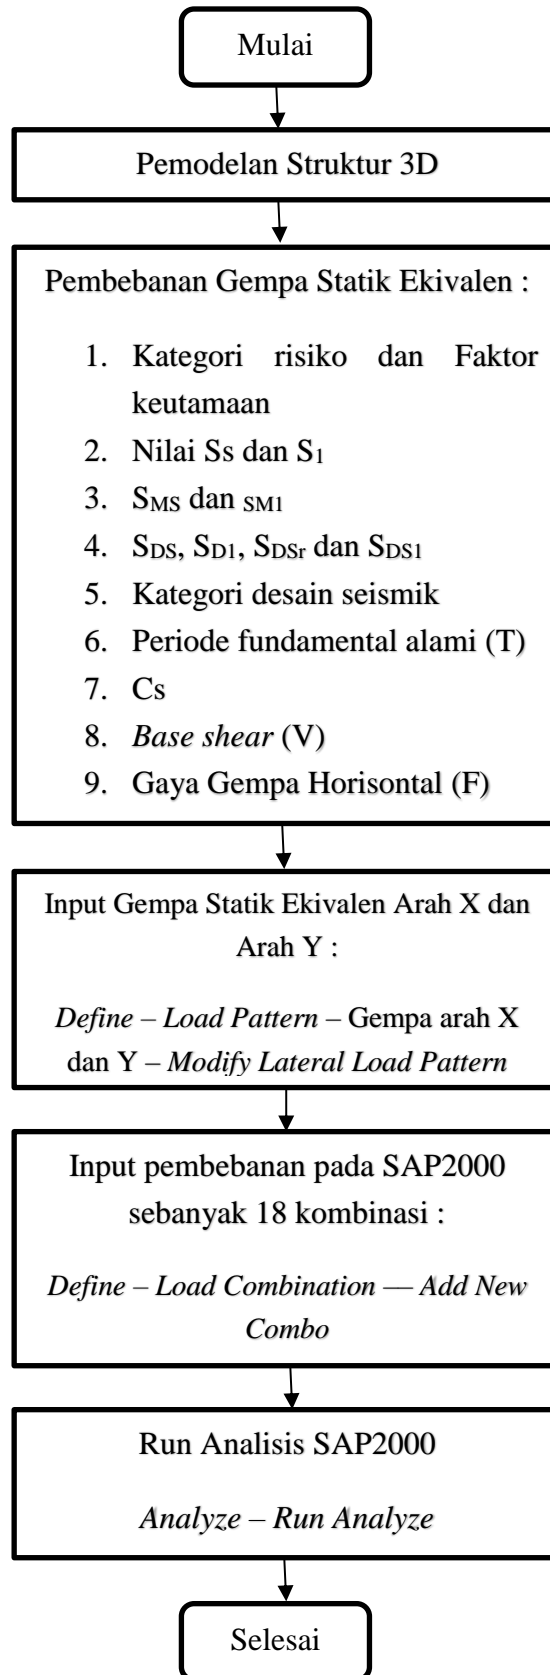 Mulai
Pemodelan Struktur 3D
Pembebanan Gempa Statik Ekivalen :
1. Kategori risiko dan Faktor
keutamaan
2. Nilai Ss dan S1
3. SMS dan SM1
4. SDS, SD1, SDSr dan SDS1
5. Kategori desain seismik
6. Periode fundamental alami (T)
7. Cs
8. Base shear (V)
9. Gaya Gempa Horisontal (F)
Input Gempa Statik Ekivalen Arah X dan
Arah Y :
Define – Load Pattern – Gempa arah X
dan Y – Modify Lateral Load Pattern
Input pembebanan pada SAP2000
sebanyak 18 kombinasi :
Define – Load Combination –– Add New
Combo
Run Analisis SAP2000
Analyze – Run Analyze
Selesai